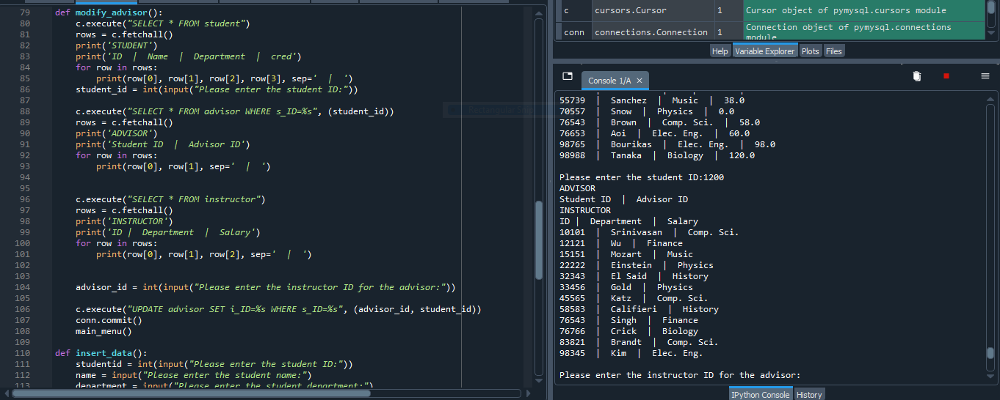 79 def modify_advisor():
80 c.execute("SELECT * FROM student")
81 rows = c.fetchall()
82 print('STUDENT')
83 print('ID  |  Name  |  Department  |  cred')
84 for row in rows:
85 print(row[0], row[1], row[2], row[3], sep='  |  ')
86 student_id = int(input("Please enter the student ID:"))
87
88 c.execute("SELECT * FROM advisor WHERE s_ID=%s", (student_id))
89 rows = c.fetchall()
90 print('ADVISOR')
91 print('Student ID  |  Advisor ID')
92 for row in rows:
93 print(row[0], row[1], sep='  |  ')
94
95
96 c.execute("SELECT * FROM instructor")
97 rows = c.fetchall()
98 print('INSTRUCTOR')
99 print('ID |  Department  |  Salary')
100 for row in rows:
101 print(row[0], row[1], row[2], sep='  |  ')
102
103
104 advisor_id = int(input("Please enter the instructor ID for the advisor:"))
105
106 c.execute("UPDATE advisor SET i_ID=%s WHERE s_ID=%s", (advisor_id, student_id))
107 conn.commit()
108 main_menu()
109
110 def insert_data():
111 studentid = int(input("Please enter the student ID:"))
112 name = input("Please enter the student name:")
113 department = input("Please enter the student department:")
c cursors.Cursor 1 Cursor object of pymysql.cursors module
conn connections.Connection 1 Connection object of pymysql.connections
module
Help Variable Explorer Plots Files
Console 1/A ×
55739  |  Sanchez  |  Music  |  38.0
70557  |  Snow  |  Physics  |  0.0
76543  |  Brown  |  Comp. Sci.  |  58.0
76653  |  Aoi  |  Elec. Eng.  |  60.0
98765  |  Bourikas  |  Elec. Eng.  |  98.0
98988  |  Tanaka  |  Biology  |  120.0
Please enter the student ID:1200
ADVISOR
Student ID  |  Advisor ID
INSTRUCTOR
ID |  Department  |  Salary
10101  |  Srinivasan  |  Comp. Sci.
12121  |  Wu  |  Finance
15151  |  Mozart  |  Music
22222  |  Einstein  |  Physics
32343  |  El Said  |  History
33456  |  Gold  |  Physics
45565  |  Katz  |  Comp. Sci.
58583  |  Califieri  |  History
76543  |  Singh  |  Finance
76766  |  Crick  |  Biology
83821  |  Brandt  |  Comp. Sci.
98345  |  Kim  |  Elec. Eng.
Please enter the instructor ID for the advisor:
IPython Console History